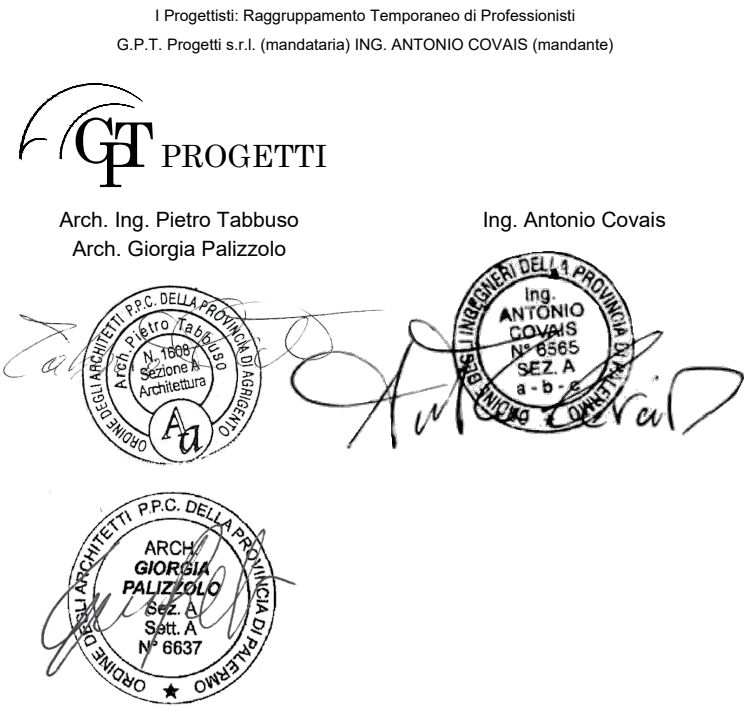 I Progettisti: Raggruppamento Temporaneo di Professionisti
G.P.T. Progetti s.r.l. (mandataria) ING. ANTONIO COVAIS (mandante)
GPT PROGETTI
Arch. Ing. Pietro Tabbuso
Arch. Giorgia Palizzolo
Ing. Antonio Covais
ORDINE DEGLI ARCHITETTI P.P.C. DELLA PROVINCIA DI AGRIGENTO
Arch. Pietro Tabbuso
N. 1608
Sezione A
Architettura
Aa
ORDINE DEGLI INGEGNERI DELLA PROVINCIA DI PALERMO
Ing.
ANTONIO
COVAIS
N° 6565
SEZ. A
a - b - c
ORDINE DEGLI ARCHITETTI P.P.C. DELLA PROVINCIA DI PALERMO
ARCH.
GIORGIA
PALIZZOLO
Sez. A
Sett. A
N° 6637